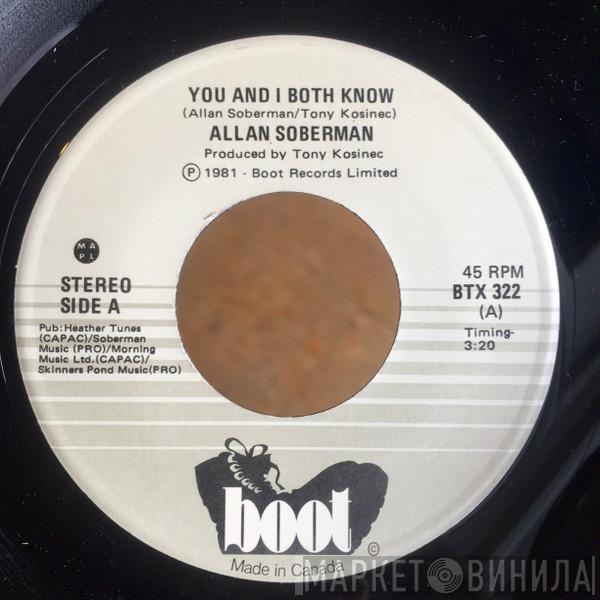 YOU AND I BOTH KNOW
(Allan Soberman/Tony Kosinec)
ALLAN SOBERMAN
Produced by Tony Kosinec
Ⓟ 1981 - Boot Records Limited
MA
PL
STEREO
SIDE A
Pub: Heather Tunes
(CAPAC)/Soberman
Music (PRO)/Morning
Music Ltd.(CAPAC)/
Skinners Pond Music(PRO)
45 RPM
BTX 322
(A)
Timing-
3:20
boot
©
Made in Canada
МАРКЕТ ВИНИЛА